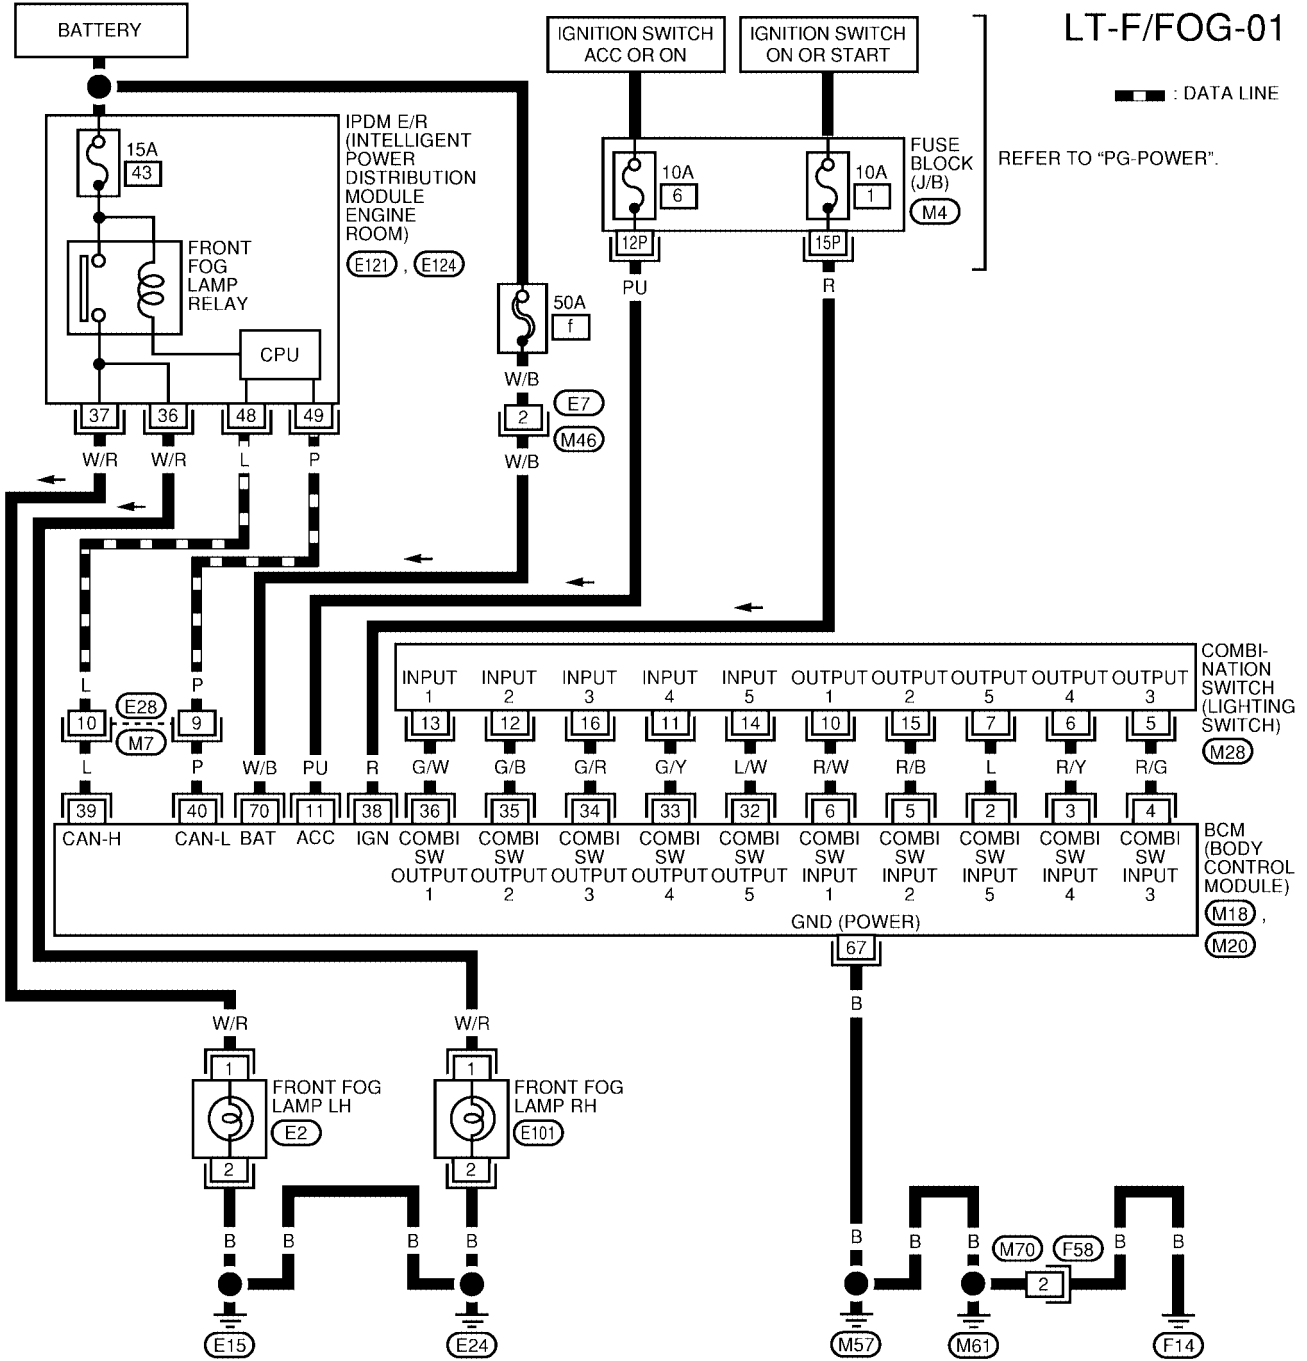 BATTERY
IGNITION SWITCH
ACC OR ON
IGNITION SWITCH
ON OR START
LT-F/FOG-01
: DATA LINE
REFER TO “PG-POWER”.
15A
43
IPDM E/R
(INTELLIGENT
POWER
DISTRIBUTION
MODULE
ENGINE
ROOM)
E121 , E124
FRONT
FOG
LAMP
RELAY
CPU
10A
6
10A
1
FUSE
BLOCK
(J/B)
M4
12P
15P
PU
R
50A
f
W/B
2
E7
M46
W/B
37
36
48
49
W/R
W/R
L
P
L
P
10
E28
M7
9
L
P
W/B
PU
R
COMBI-
NATION
SWITCH
(LIGHTING
SWITCH)
M28
INPUT
1
INPUT
2
INPUT
3
INPUT
4
INPUT
5
OUTPUT
1
OUTPUT
2
OUTPUT
5
OUTPUT
4
OUTPUT
3
13
12
16
11
14
10
15
7
6
5
G/W
G/B
G/R
G/Y
L/W
R/W
R/B
L
R/Y
R/G
39
40
70
11
38
36
35
34
33
32
6
5
2
3
4
CAN-H
CAN-L
BAT
ACC
IGN
COMBI
SW
OUTPUT
1
COMBI
SW
OUTPUT
2
COMBI
SW
OUTPUT
3
COMBI
SW
OUTPUT
4
COMBI
SW
OUTPUT
5
COMBI
SW
INPUT
1
COMBI
SW
INPUT
2
COMBI
SW
INPUT
5
COMBI
SW
INPUT
4
COMBI
SW
INPUT
3
BCM
(BODY
CONTROL
MODULE)
M18 ,
M20
GND (POWER)
67
B
W/R
W/R
1
1
FRONT FOG
LAMP LH
E2
FRONT FOG
LAMP RH
E101
2
2
B
B
B
B
B
B
B
M70
F58
2
B
B
E15
E24
M57
M61
F14